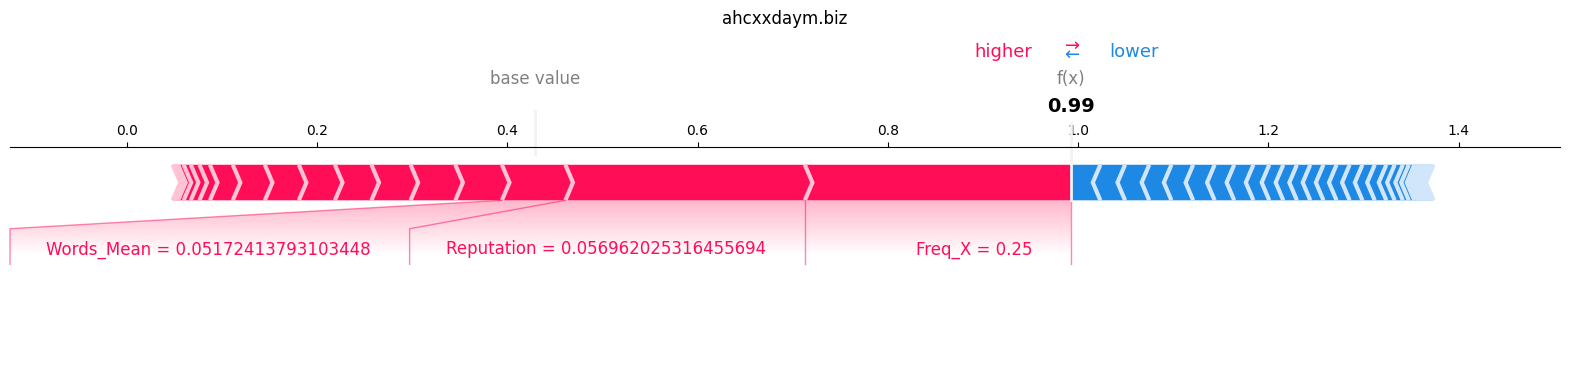 ahcxxdaym.biz
higher ⇄ lower
base value f(x)
0.99
0.0 0.2 0.4 0.6 0.8 1.0 1.2 1.4
Words_Mean = 0.05172413793103448 Reputation = 0.056962025316455694 Freq_X = 0.25